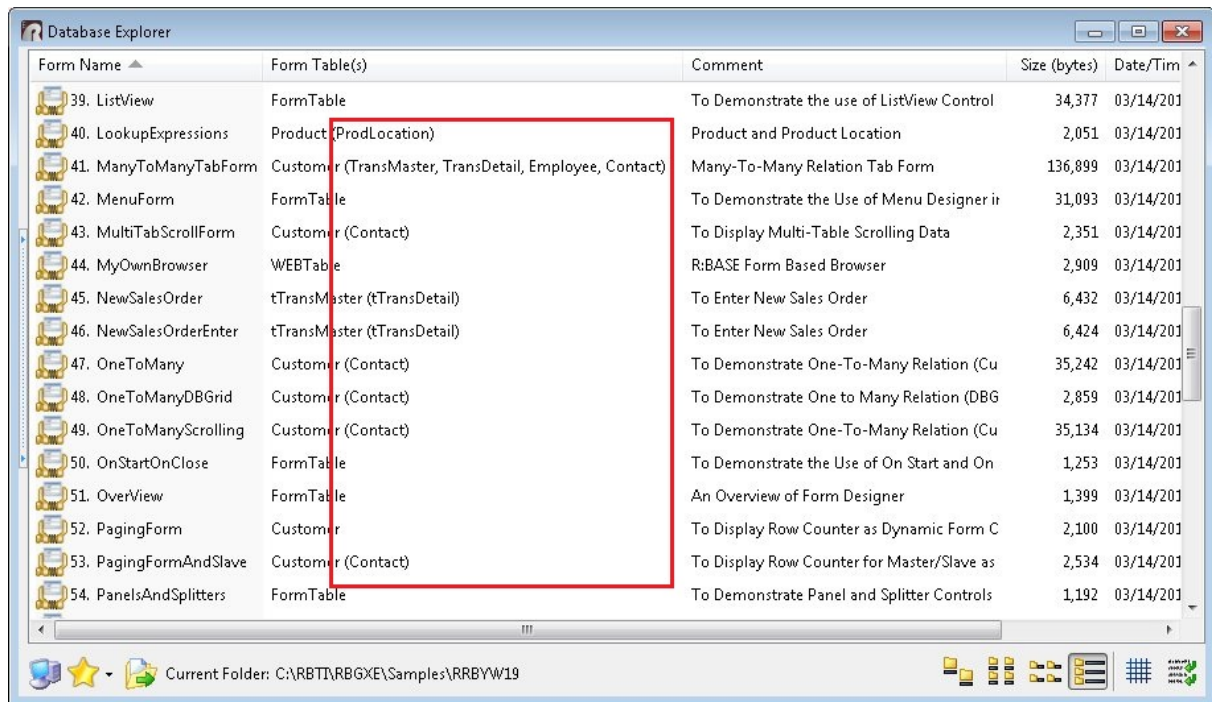 Database Explorer
Form Name Form Table(s) Comment Size (bytes) Date/Tim
39. ListView FormTable To Demonstrate the use of ListView Control 34,377 03/14/201
40. LookupExpressions Product (ProdLocation) Product and Product Location 2,051 03/14/201
41. ManyToManyTabForm Customer (TransMaster, TransDetail, Employee, Contact) Many-To-Many Relation Tab Form 136,899 03/14/201
42. MenuForm FormTable To Demonstrate the Use of Menu Designer ir 31,093 03/14/201
43. MultiTabScrollForm Customer (Contact) To Display Multi-Table Scrolling Data 2,351 03/14/201
44. MyOwnBrowser WEBTable R:BASE Form Based Browser 2,909 03/14/201
45. NewSalesOrder tTransMaster (tTransDetail) To Enter New Sales Order 6,432 03/14/201
46. NewSalesOrderEnter tTransMaster (tTransDetail) To Enter New Sales Order 6,424 03/14/201
47. OneToMany Customer (Contact) To Demonstrate One-To-Many Relation (Cu 35,242 03/14/201
48. OneToManyDBGrid Customer (Contact) To Demonstrate One to Many Relation (DBG 2,859 03/14/201
49. OneToManyScrolling Customer (Contact) To Demonstrate One-To-Many Relation (Cu 35,134 03/14/201
50. OnStartOnClose FormTable To Demonstrate the Use of On Start and On 1,253 03/14/201
51. OverView FormTable An Overview of Form Designer 1,399 03/14/201
52. PagingForm Customer To Display Row Counter as Dynamic Form C 2,100 03/14/201
53. PagingFormAndSlave Customer (Contact) To Display Row Counter for Master/Slave as 2,534 03/14/201
54. PanelsAndSplitters FormTable To Demonstrate Panel and Splitter Controls 1,192 03/14/201
Current Folder: C:\RBTI\RBGXE\Samples\RRBYW19